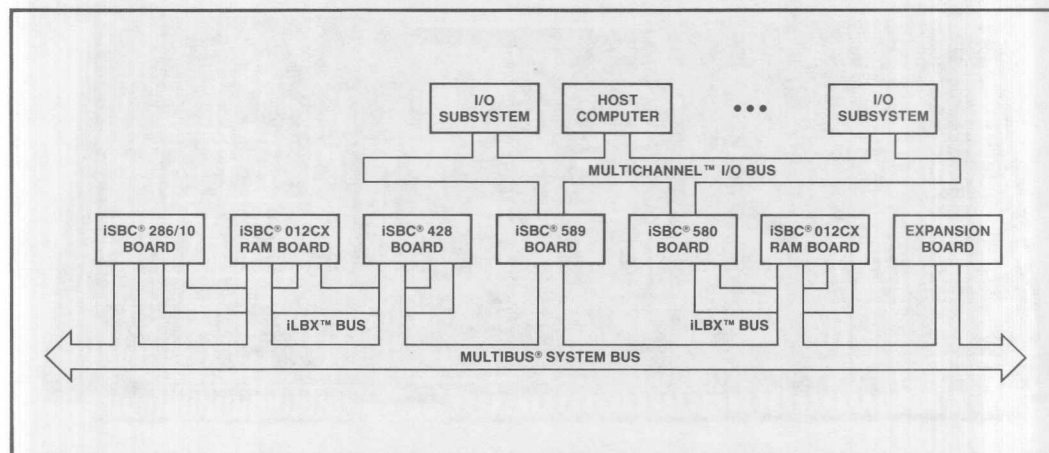 I/O
SUBSYSTEM
HOST
COMPUTER
I/O
SUBSYSTEM
MULTICHANNEL™ I/O BUS
iSBC® 286/10
BOARD
iSBC® 012CX
RAM BOARD
iSBC® 428
BOARD
iSBC® 589
BOARD
iSBC® 580
BOARD
iSBC® 012CX
RAM BOARD
EXPANSION
BOARD
iLBX™ BUS
iLBX™ BUS
MULTIBUS® SYSTEM BUS